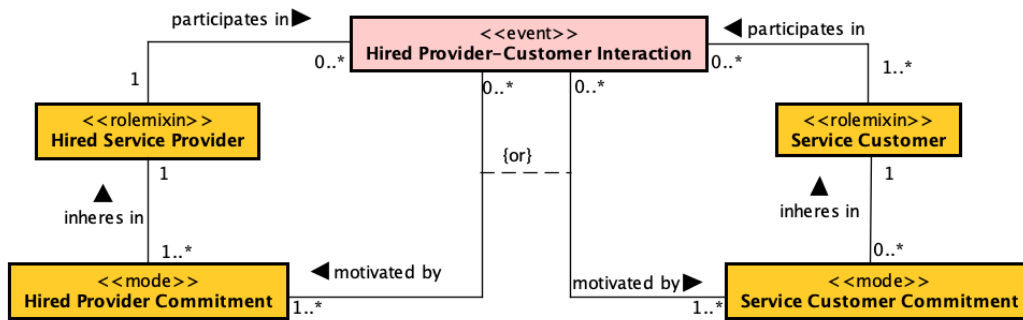 participates in
<<event>>
Hired Provider-Customer Interaction
participates in
0..*
0..*
1
0..*
0..*
1..*
<<rolemixin>>
Hired Service Provider
<<rolemixin>>
Service Customer
{or}
1
1
inheres in
inheres in
1..*
0..*
<<mode>>
Hired Provider Commitment
motivated by
motivated by
<<mode>>
Service Customer Commitment
1..*
1..*